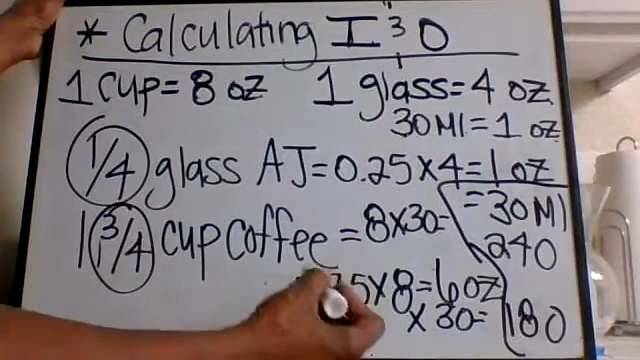 * Calculating I & O
1 cup = 8 oz 1 glass = 4 oz
30 Ml = 1 oz
1/4 glass AJ = 0.25 x 4 = 1 oz
= 30 Ml
1 3/4 cup coffee = 8 x 30 = 240
75 x 8 = 6 oz
x 30 = 180